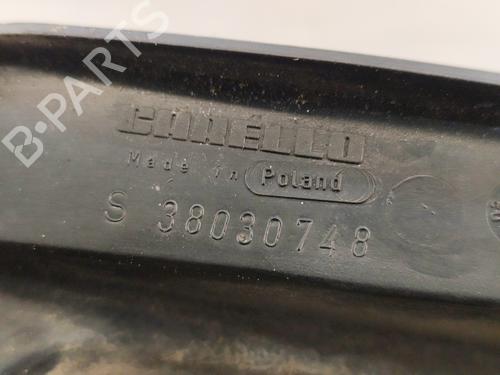 B-PARTS
CARELLO
Made in Poland
S 38030748